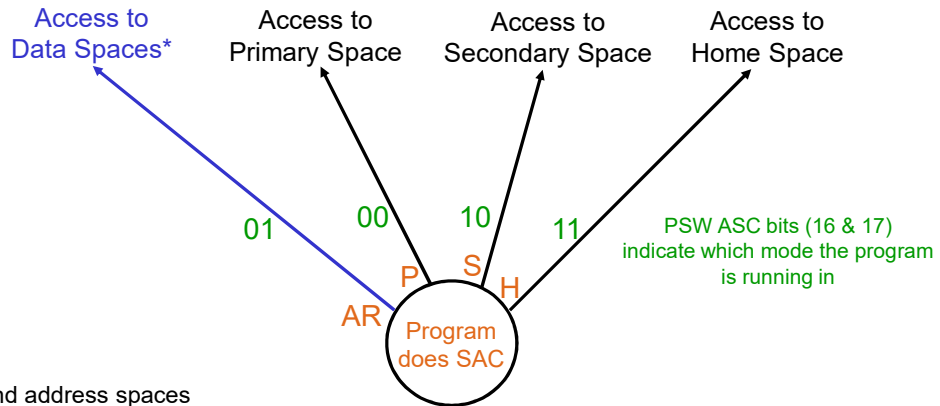 Access to
Data Spaces*
Access to
Primary Space
Access to
Secondary Space
Access to
Home Space
01
00
10
11
PSW ASC bits (16 & 17)
indicate which mode the program
is running in
AR
P
S
H
Program
does SAC
address spaces